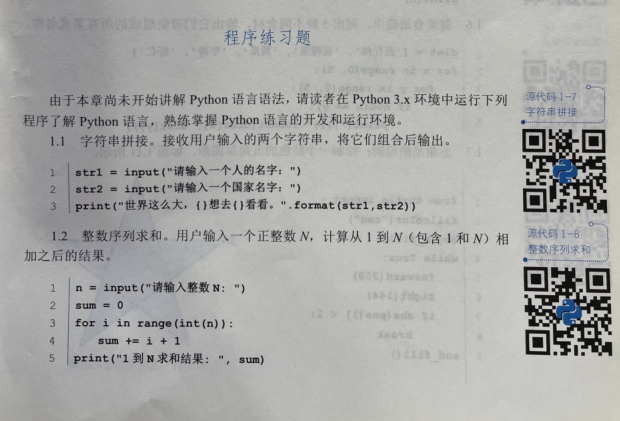 程序练习题
由于本章尚未开始讲解 Python 语言语法，请读者在 Python 3.x 环境中运行下列
程序了解 Python 语言，熟练掌握 Python 语言的开发和运行环境。
1.1 字符串拼接。接收用户输入的两个字符串，将它们组合后输出。
1 str1 = input("请输入一个人的名字：")
2 str2 = input("请输入一个国家名字：")
3 print("世界这么大，{}想去{}看看。".format(str1,str2))
源代码 1-7
字符串拼接
1.2 整数序列求和。用户输入一个正整数 N，计算从 1 到 N（包含 1 和 N）相
加之后的结果。
1 n = input("请输入整数 N： ")
2 sum = 0
3 for i in range(int(n)):
4 sum += i + 1
5 print("1 到 N 求和结果： ", sum)
源代码 1-8
整数序列求和